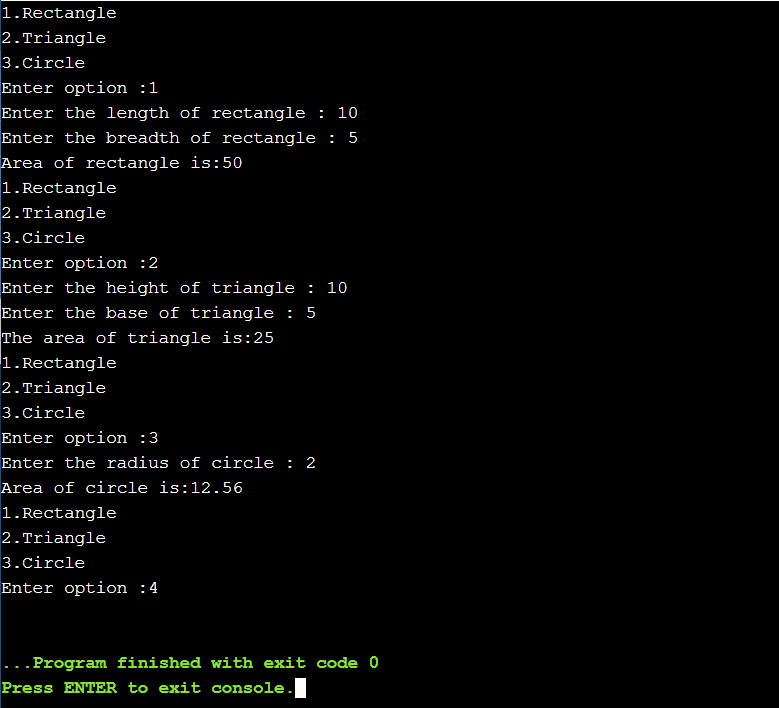 1.Rectangle
2.Triangle
3.Circle
Enter option :1
Enter the length of rectangle : 10
Enter the breadth of rectangle : 5
Area of rectangle is:50
1.Rectangle
2.Triangle
3.Circle
Enter option :2
Enter the height of triangle : 10
Enter the base of triangle : 5
The area of triangle is:25
1.Rectangle
2.Triangle
3.Circle
Enter option :3
Enter the radius of circle : 2
Area of circle is:12.56
1.Rectangle
2.Triangle
3.Circle
Enter option :4
...Program finished with exit code 0
Press ENTER to exit console.